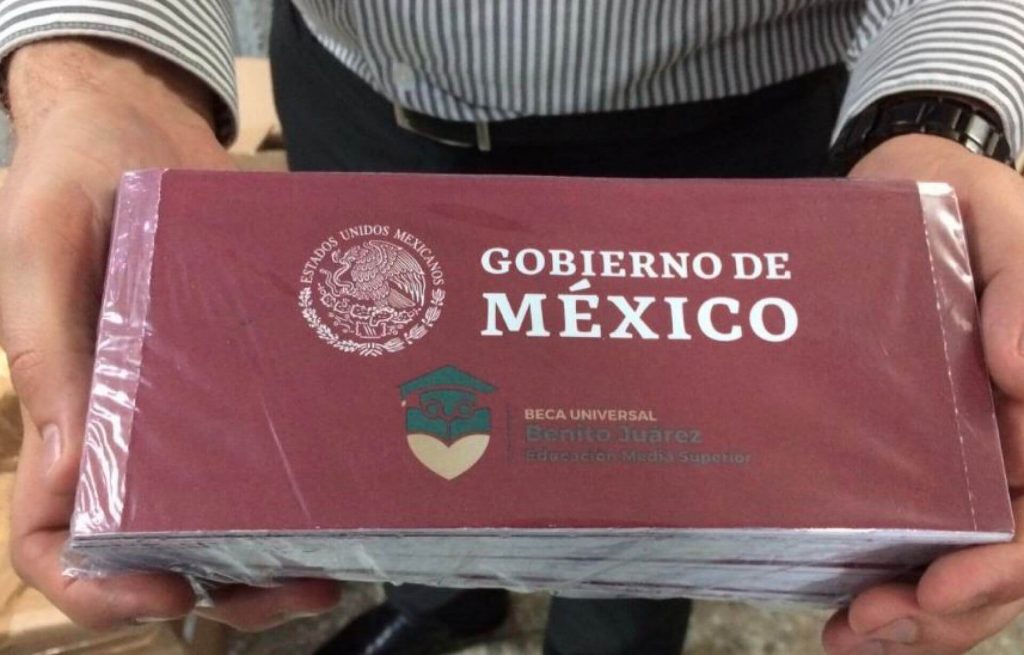 ESTADOS UNIDOS MEXICANOS
GOBIERNO DE
MÉXICO
BECA UNIVERSAL
Benito Juárez
Educación Media Superior